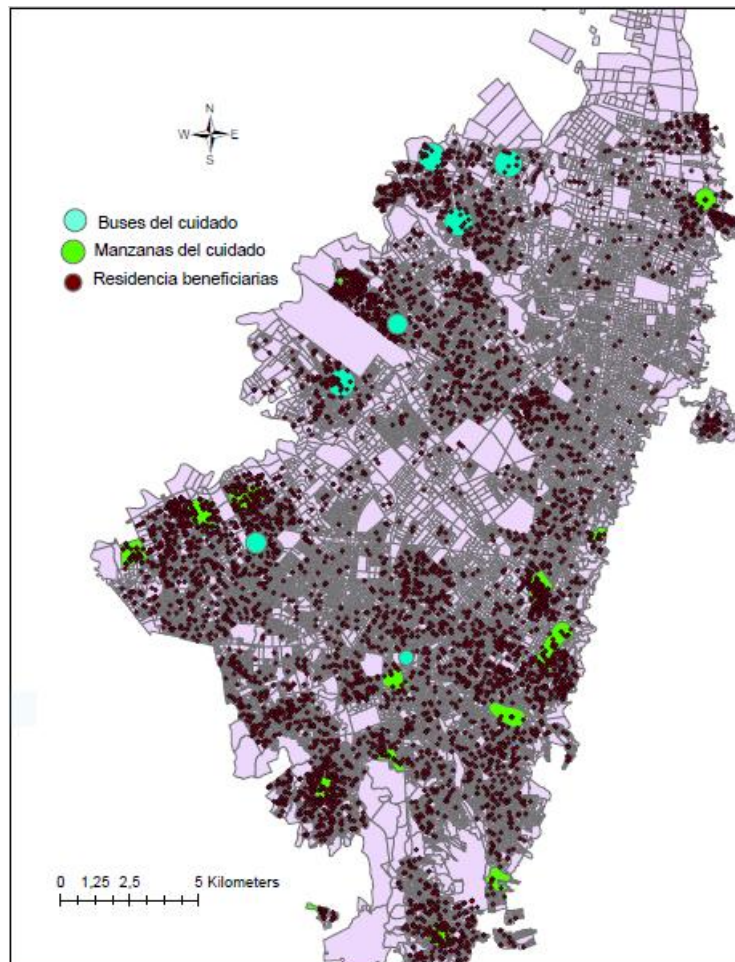 N
W E
S
Buses del cuidado
Manzanas del cuidado
Residencia beneficiarias
0 1,25 2,5 5 Kilometers